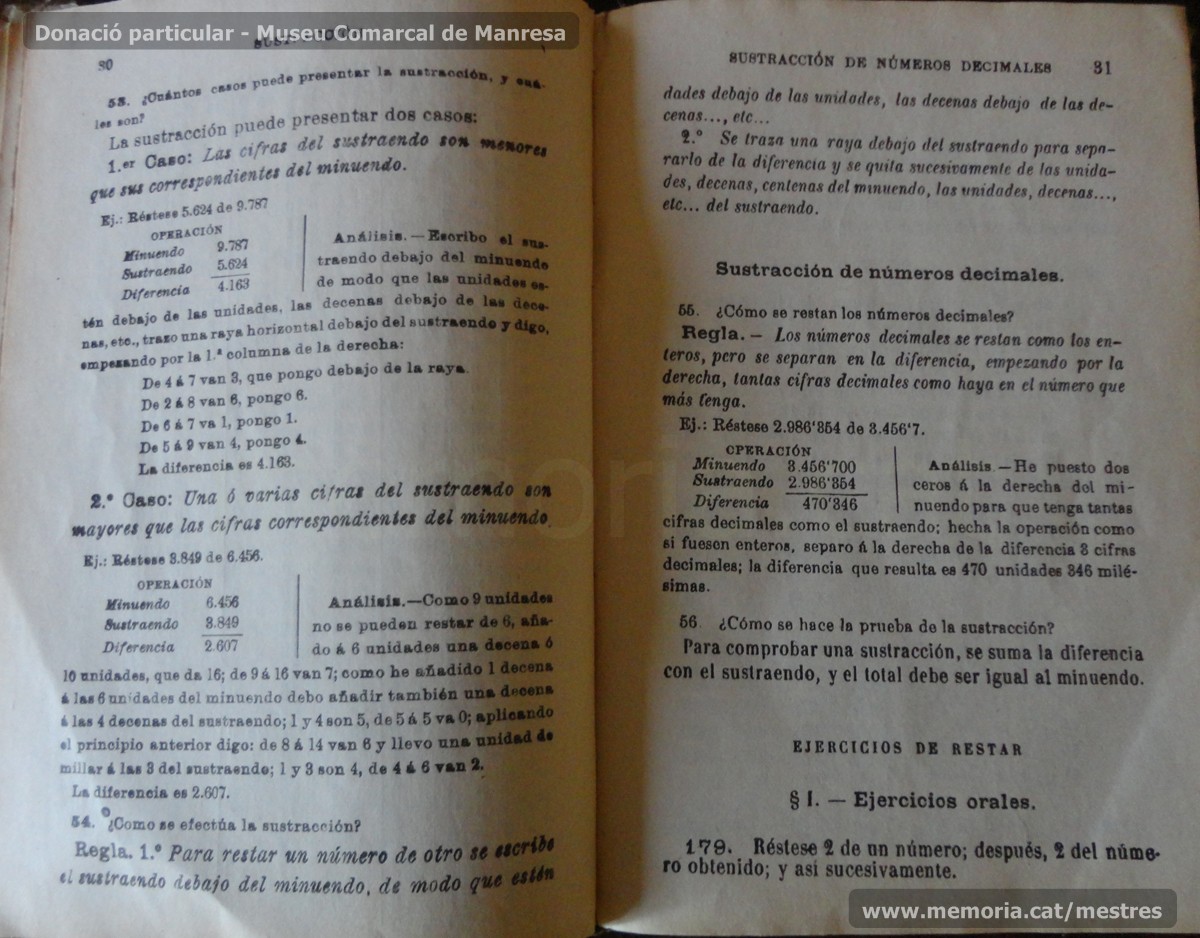 Donació particular - Museu Comarcal de Manresa
30
53. ¿Cuántos casos puede presentar la sustracción, y cuá-
les son?
La sustracción puede presentar dos casos:
1.er Caso: Las cifras del sustraendo son menores
que sus correspondientes del minuendo.
Ej.: Réstese 5.624 de 9.787
OPERACIÓN
Minuendo 9.787
Sustraendo 5.624
Diferencia 4.163
Análisis.—Escribo el sus-
traendo debajo del minuendo
de modo que las unidades es-
tén debajo de las unidades, las decenas debajo de las dece-
nas, etc., trazo una raya horizontal debajo del sustraendo y digo,
empezando por la 1.ª columna de la derecha:
De 4 á 7 van 3, que pongo debajo de la raya.
De 2 á 8 van 6, pongo 6.
De 6 á 7 va 1, pongo 1.
De 5 á 9 van 4, pongo 4.
La diferencia es 4.163.
2.º Caso: Una ó varias cifras del sustraendo son
mayores que las cifras correspondientes del minuendo.
Ej.: Réstese 3.849 de 6.456.
OPERACIÓN
Minuendo 6.456
Sustraendo 3.849
Diferencia 2.607
Análisis.—Como 9 unidades
no se pueden restar de 6, aña-
do á 6 unidades una decena ó
10 unidades, que da 16; de 9 á 16 van 7; como he añadido 1 decena
á las 6 unidades del minuendo debo añadir también una decena
á las 4 decenas del sustraendo; 1 y 4 son 5, de 5 á 5 va 0; aplicando
el principio anterior digo: de 8 á 14 van 6 y llevo una unidad de
millar á las 3 del sustraendo; 1 y 3 son 4, de 4 á 6 van 2.
La diferencia es 2.607.
54. ¿Como se efectúa la sustracción?
Regla. 1.º Para restar un número de otro se escribe
el sustraendo debajo del minuendo, de modo que estén
SUSTRACCIÓN DE NÚMEROS DECIMALES 31
dades debajo de las unidades, las decenas debajo de las de-
cenas..., etc...
2.º Se traza una raya debajo del sustraendo para sepa-
rarlo de la diferencia y se quita sucesivamente de las unida-
des, decenas, centenas del minuendo, las unidades, decenas...,
etc... del sustraendo.
Sustracción de números decimales.
55. ¿Cómo se restan los números decimales?
Regla. — Los números decimales se restan como los en-
teros, pero se separan en la diferencia, empezando por la
derecha, tantas cifras decimales como haya en el número que
más tenga.
Ej.: Réstese 2.986'354 de 3.456'7.
OPERACIÓN
Minuendo 3.456'700
Sustraendo 2.986'354
Diferencia 470'346
Análisis.—He puesto dos
ceros á la derecha del mi-
nuendo para que tenga tantas
cifras decimales como el sustraendo; hecha la operación como
si fuesen enteros, separo á la derecha de la diferencia 3 cifras
decimales; la diferencia que resulta es 470 unidades 346 milé-
simas.
56. ¿Cómo se hace la prueba de la sustracción?
Para comprobar una sustracción, se suma la diferencia
con el sustraendo, y el total debe ser igual al minuendo.
EJERCICIOS DE RESTAR
§ I. — Ejercicios orales.
179. Réstese 2 de un número; después, 2 del núme-
ro obtenido; y así sucesivamente.
www.memoria.cat/mestres